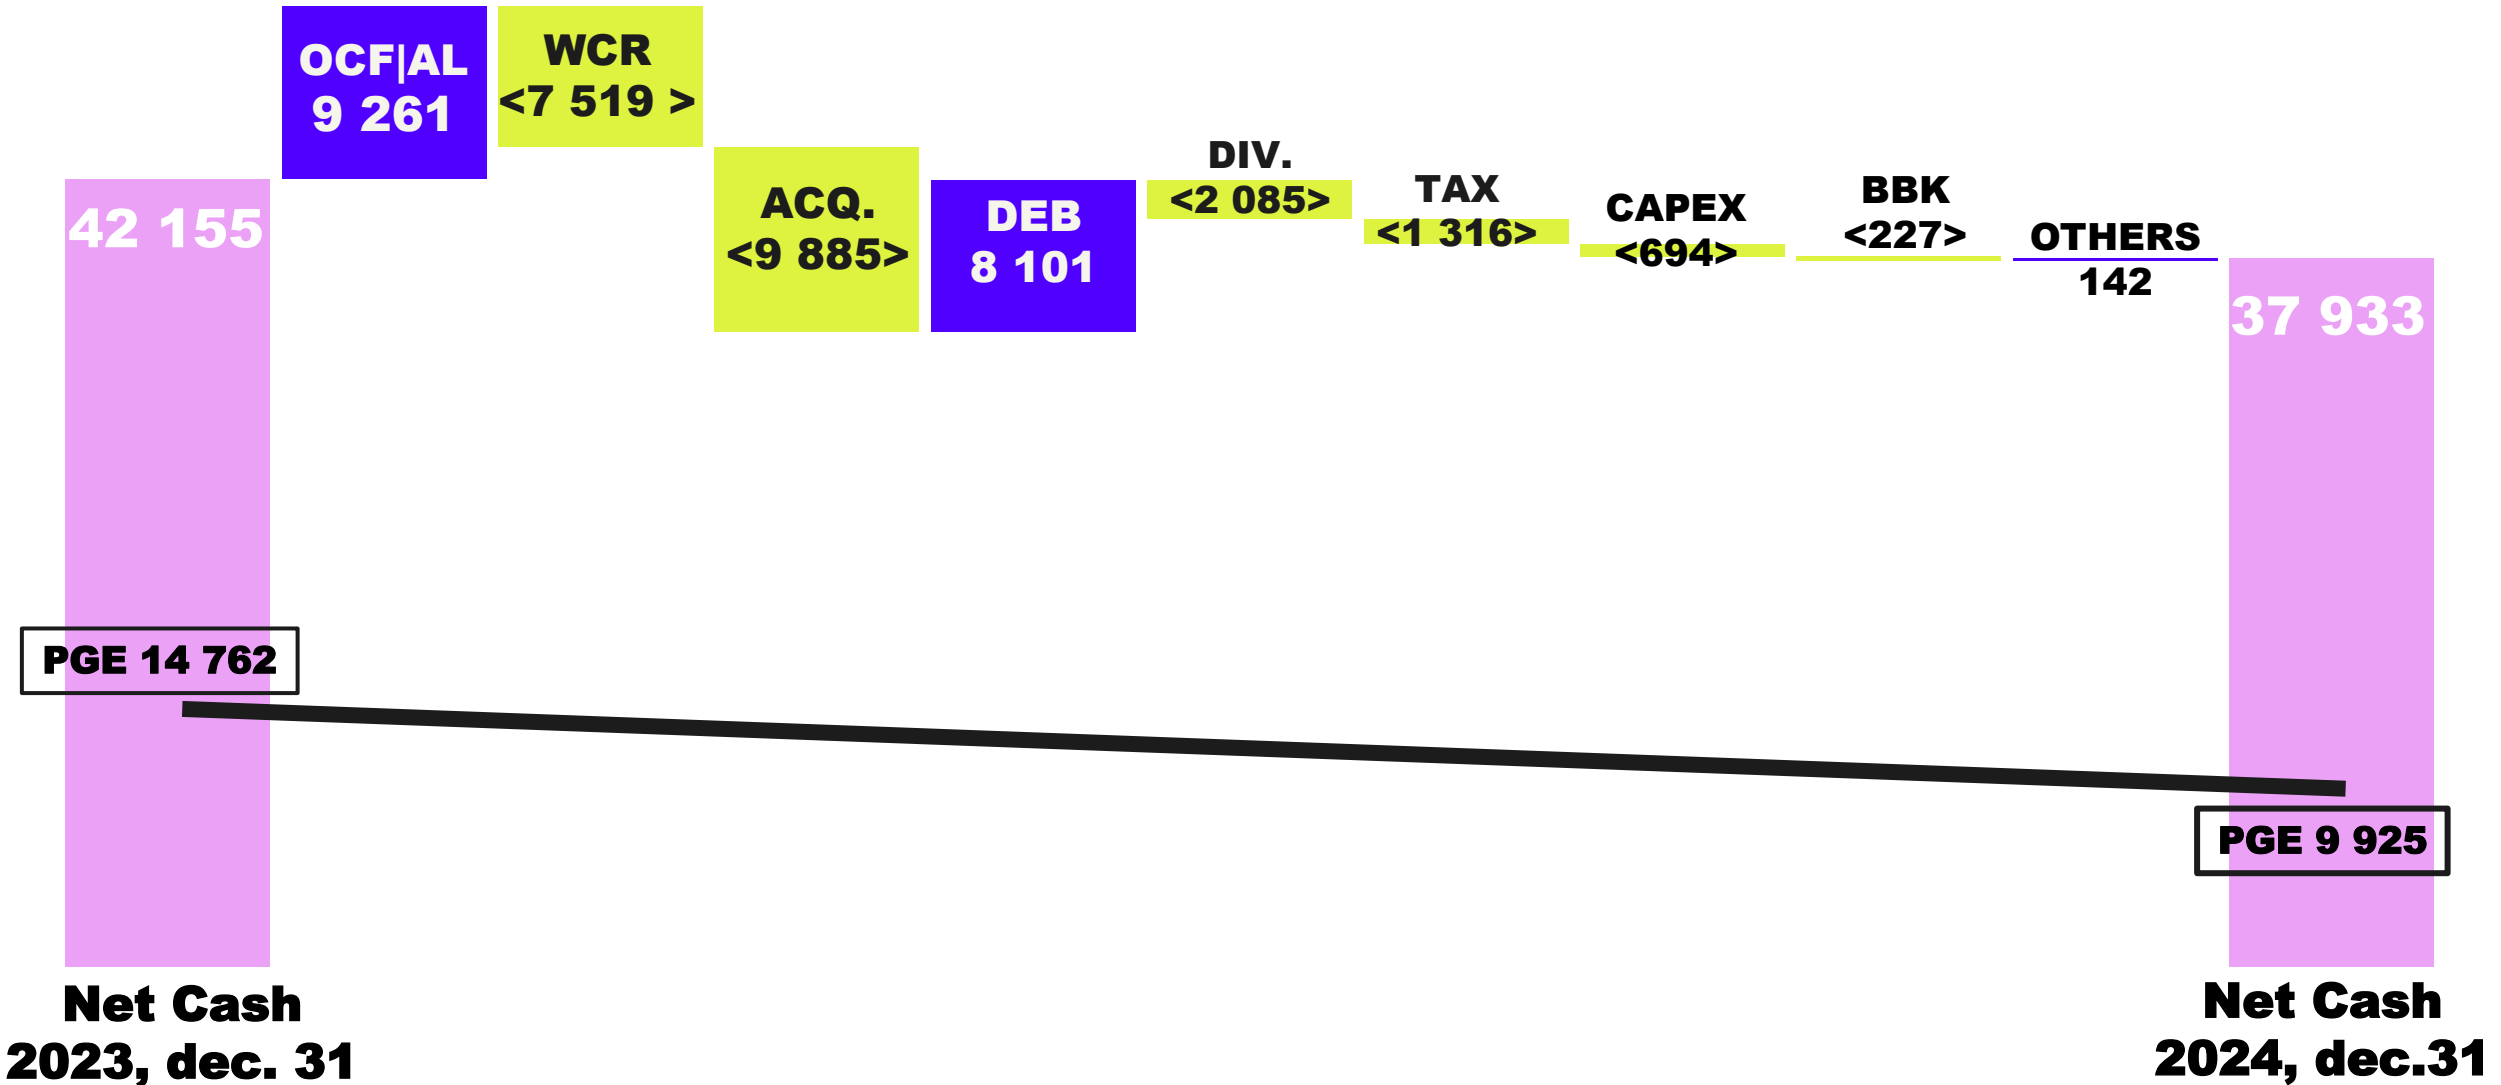 OCF|AL
9 261
WCR
<7 519 >
42 155
ACQ.
<9 885>
DEB
8 101
DIV.
<2 085>
TAX
<1 316>
CAPEX
<694>
BBK
<227>
OTHERS
142
37 933
PGE 14 762
PGE 9 925
Net Cash
2023, dec. 31
Net Cash
2024, dec.31